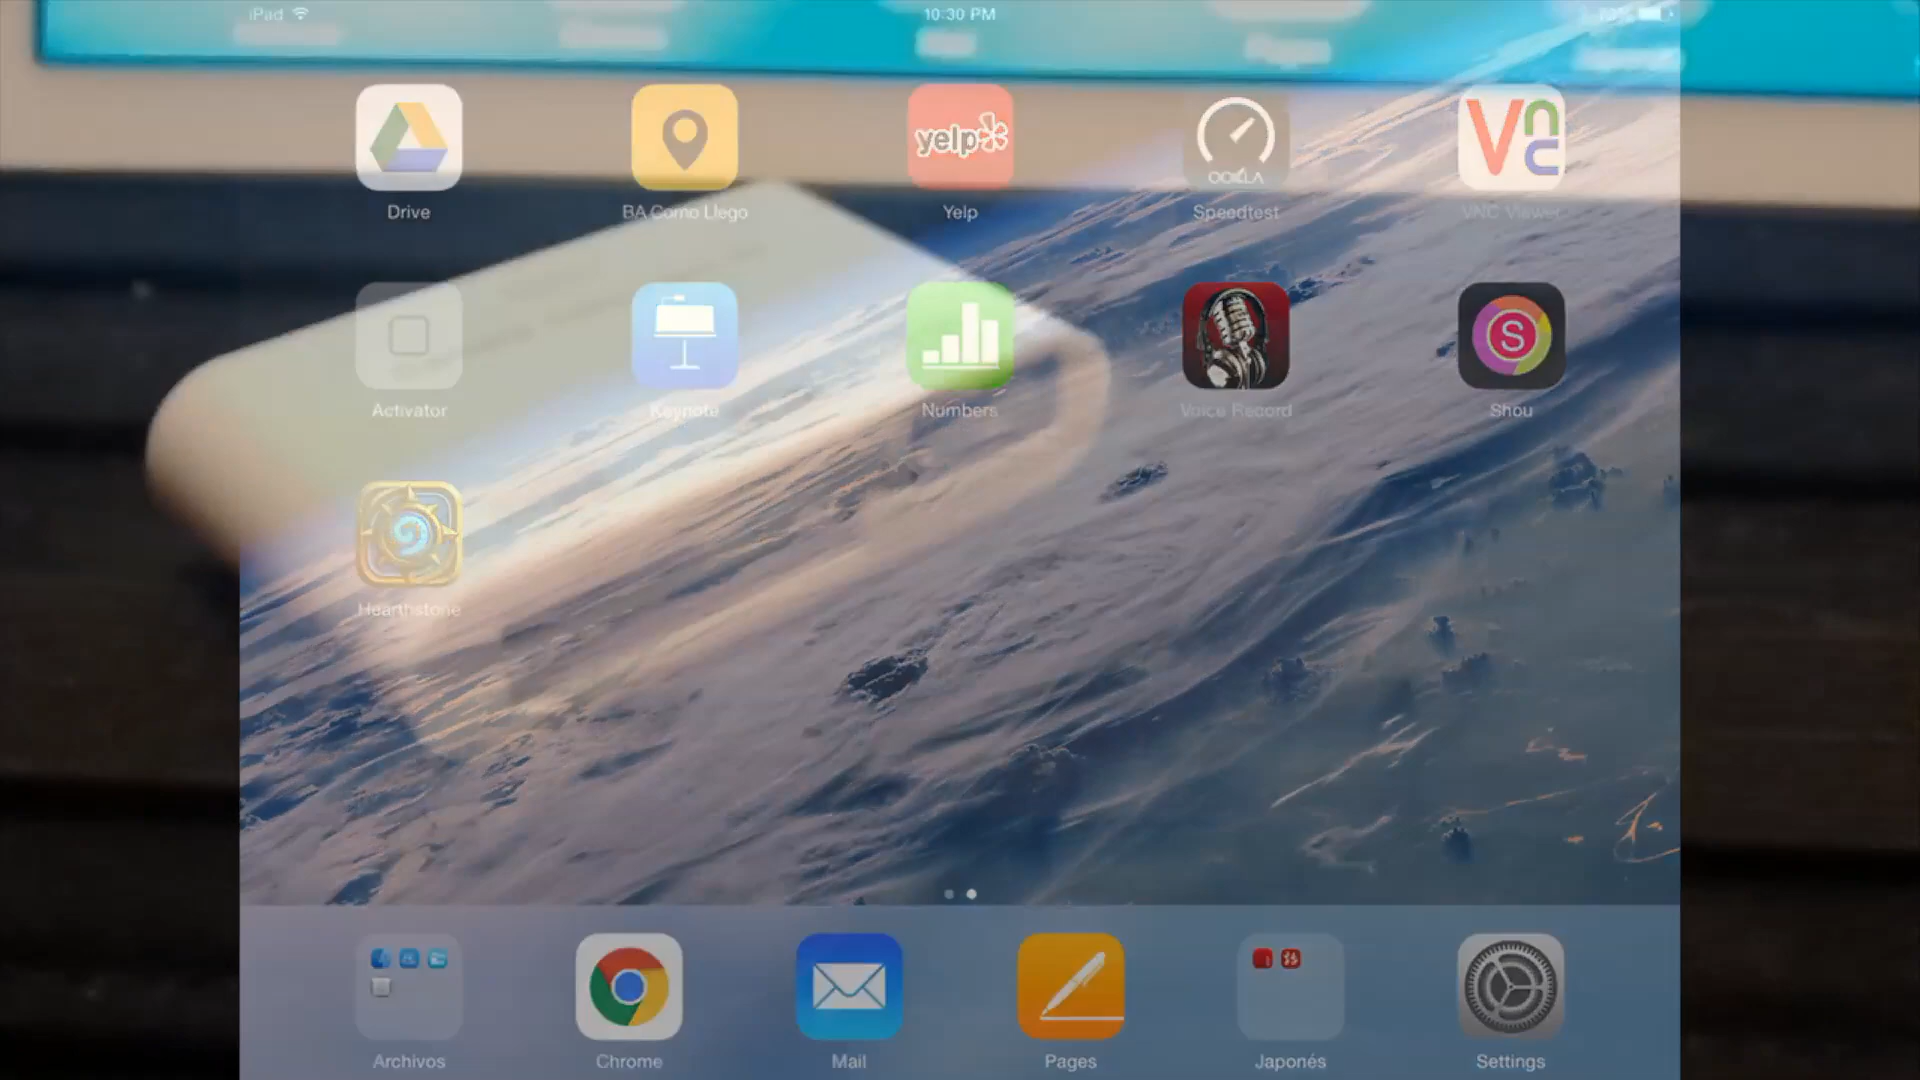 iPad
10:30 PM
yelp
OOKLA
Vnc
Drive
BA Como Llego
Yelp
Speedtest
VNC Viewer
S
Activator
Keynote
Numbers
Voice Record
Shou
Hearthstone
Archivos
Chrome
Mail
Pages
Japonés
Settings